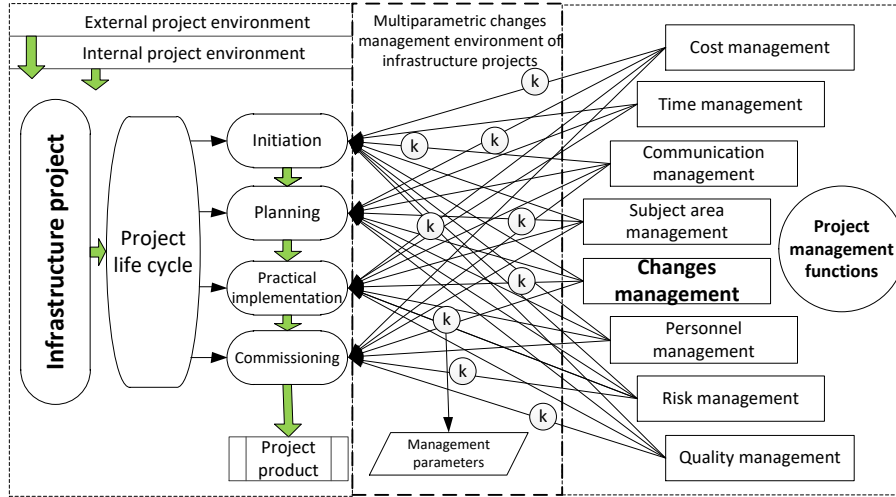 External project environment
Internal project environment
Infrastructure project
Project
life cycle
Initiation
Planning
Practical
implementation
Commissioning
Project
product
Multiparametric changes
management environment of
infrastructure projects
k
k
k
k
k
k
k
k
k
Management
parameters
Cost management
Time management
Communication
management
Subject area
management
Changes
management
Personnel
management
Risk management
Quality management
Project
management
functions